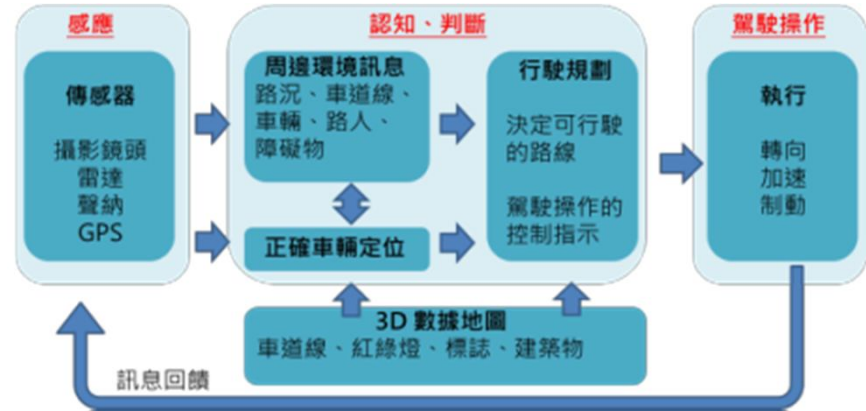 感應
傳感器
攝影鏡頭
雷達
聲納
GPS
認知、判斷
周邊環境訊息
路況、車道線、
車輛、路人、
障礙物
正確車輛定位
行駛規劃
決定可行駛
的路線
駕駛操作的
控制指示
3D 數據地圖
車道線、紅綠燈、標誌、建築物
駕駛操作
執行
轉向
加速
制動
訊息回饋